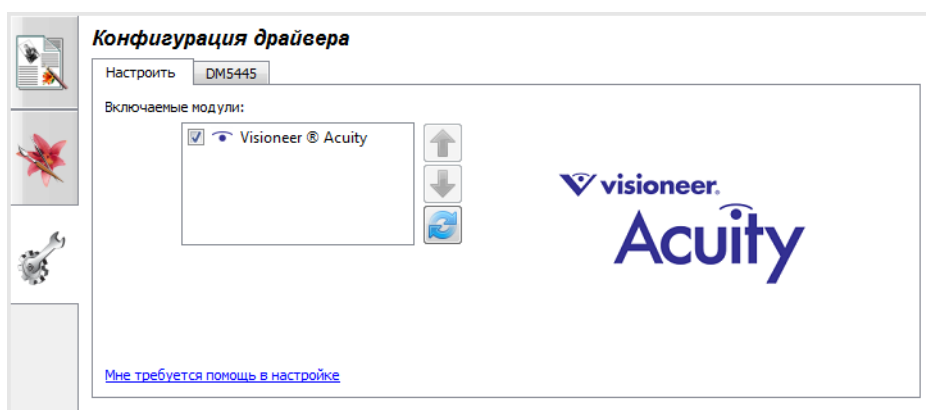 Конфигурация драйвера
Настроить DM5445
Включаемые модули:
Visioneer ® Acuity
visioneer.
Acuity
Мне требуется помощь в настройке